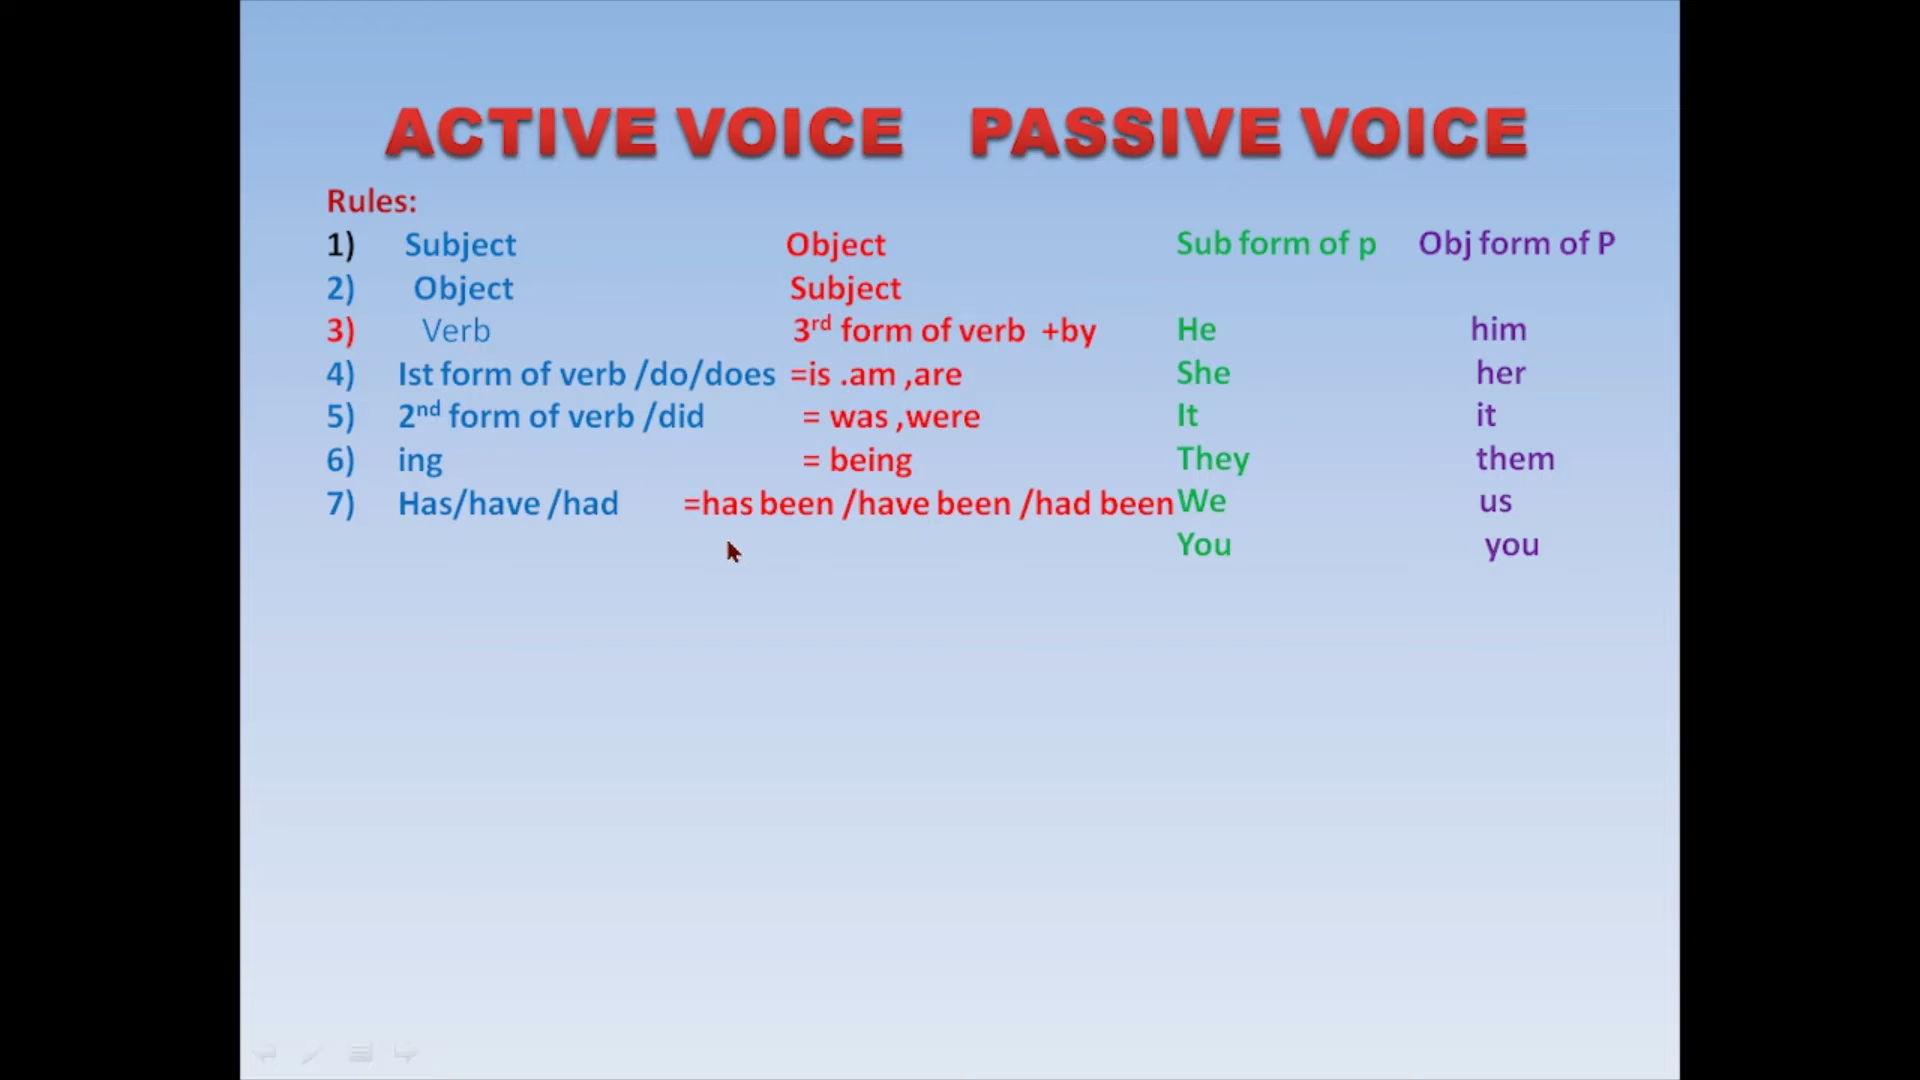 ACTIVE VOICE PASSIVE VOICE
Rules:
1) Subject Object Sub form of p Obj form of P
2) Object Subject
3) Verb 3rd form of verb +by He him
4) Ist form of verb /do/does =is .am ,are She her
5) 2nd form of verb /did = was ,were It it
6) ing = being They them
7) Has/have /had =has been /have been /had been We us
You you